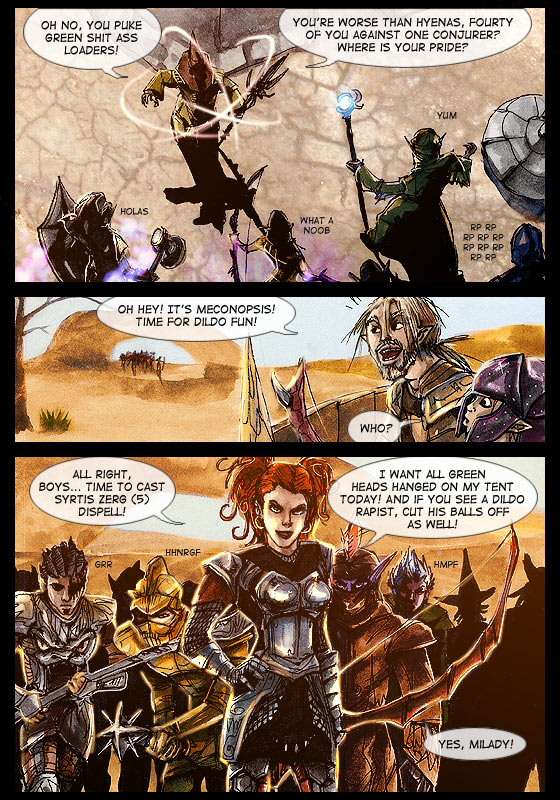 OH NO, YOU PUKE
GREEN SHIT ASS
LOADERS!
YOU'RE WORSE THAN HYENAS, FOURTY
OF YOU AGAINST ONE CONJURER?
WHERE IS YOUR PRIDE?
YUM
HOLAS
WHAT A
NOOB
RP RP
RP RP RP
RP RP RP
RP RP
OH HEY! IT'S MECONOPSIS!
TIME FOR DILDO FUN!
WHO?
ALL RIGHT,
BOYS... TIME TO CAST
SYRTIS ZERG (5)
DISPELL!
I WANT ALL GREEN
HEADS HANGED ON MY TENT
TODAY! AND IF YOU SEE A DILDO
RAPIST, CUT HIS BALLS OFF
AS WELL!
GRR
HHNRGF
HMPF
YES, MILADY!